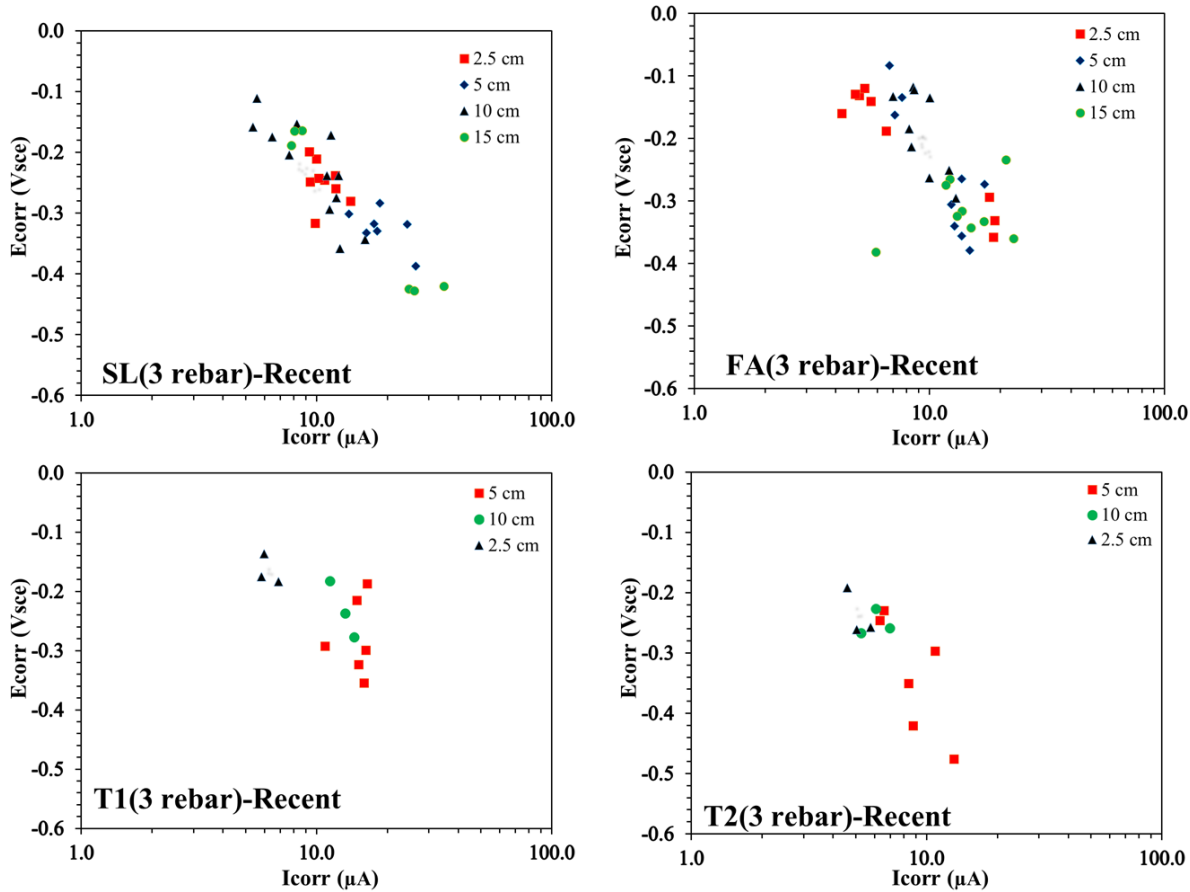 0.0
-0.1
-0.2
-0.3
-0.4
-0.5
-0.6
Ecorr (Vsce)
2.5 cm
5 cm
10 cm
15 cm
SL(3 rebar)-Recent
1.0
10.0
100.0
Icorr (µA)
0.0
-0.1
-0.2
-0.3
-0.4
-0.5
-0.6
Ecorr (Vsce)
2.5 cm
5 cm
10 cm
15 cm
FA(3 rebar)-Recent
1.0
10.0
100.0
Icorr (µA)
0.0
-0.1
-0.2
-0.3
-0.4
-0.5
-0.6
Ecorr (Vsce)
5 cm
10 cm
2.5 cm
T1(3 rebar)-Recent
1.0
10.0
100.0
Icorr (µA)
0.0
-0.1
-0.2
-0.3
-0.4
-0.5
-0.6
Ecorr (Vsce)
5 cm
10 cm
2.5 cm
T2(3 rebar)-Recent
1.0
10.0
100.0
Icorr (µA)